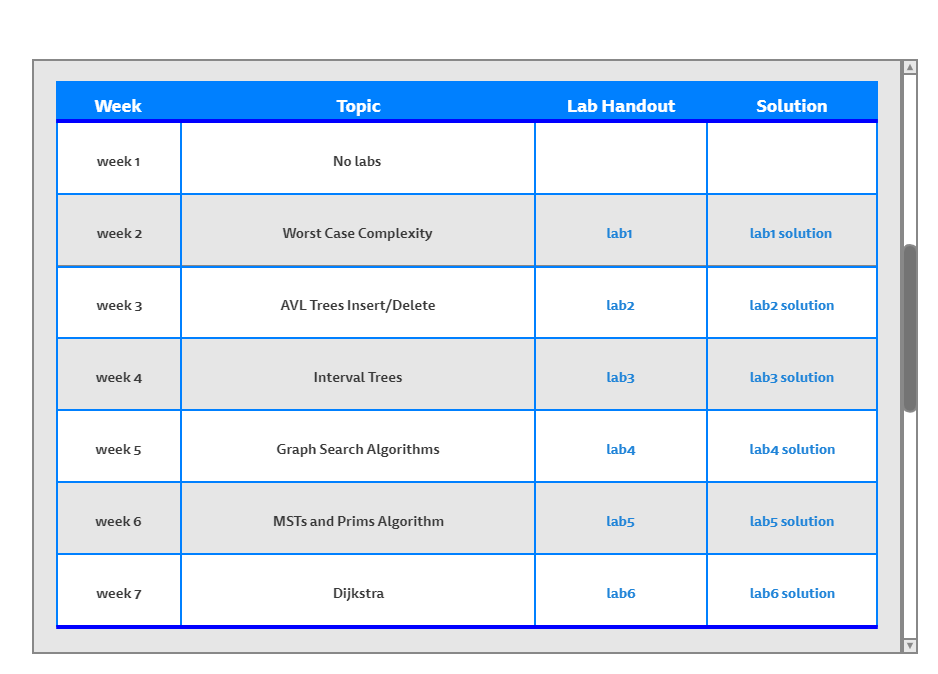 Week Topic Lab Handout Solution
week 1 No labs
week 2 Worst Case Complexity lab1 lab1 solution
week 3 AVL Trees Insert/Delete lab2 lab2 solution
week 4 Interval Trees lab3 lab3 solution
week 5 Graph Search Algorithms lab4 lab4 solution
week 6 MSTs and Prims Algorithm lab5 lab5 solution
week 7 Dijkstra lab6 lab6 solution